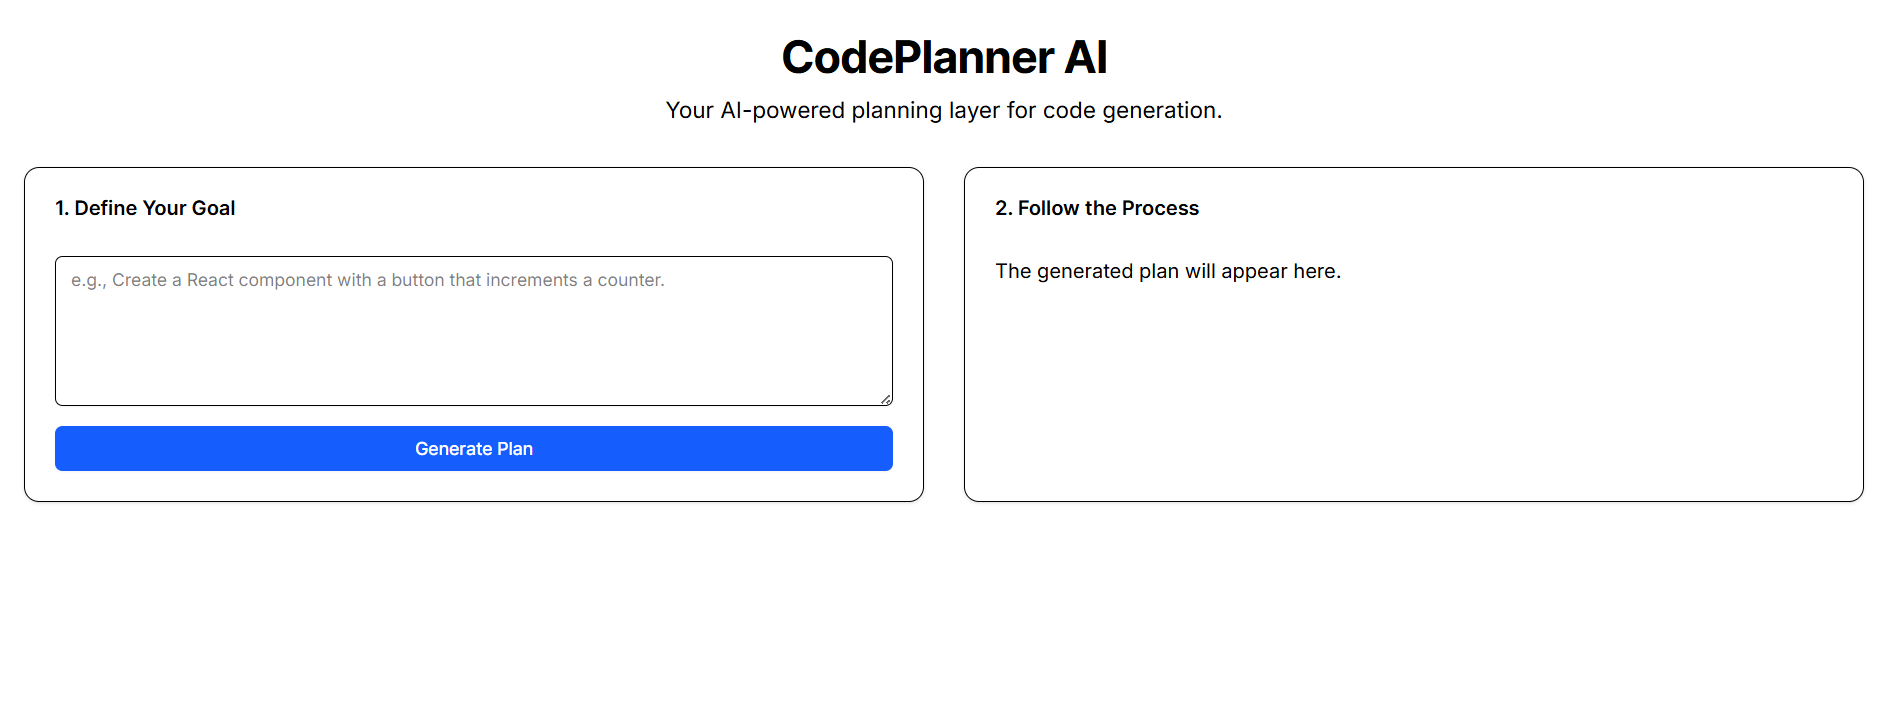 CodePlanner AI
Your AI-powered planning layer for code generation.
1. Define Your Goal
e.g., Create a React component with a button that increments a counter.
Generate Plan
2. Follow the Process
The generated plan will appear here.